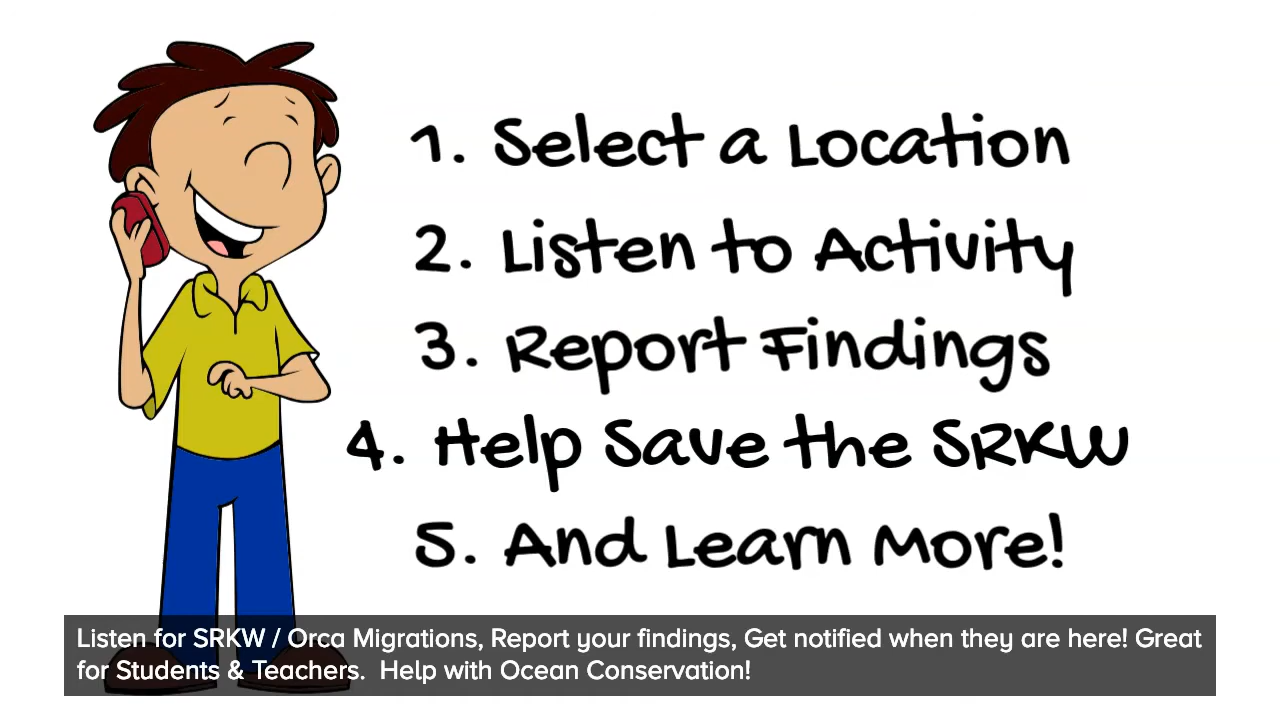 1. Select a Location
2. Listen to Activity
3. Report Findings
4. Help Save the SRKW
5. And Learn More!
Listen for SRKW / Orca Migrations, Report your findings, Get notified when they are here! Great
for Students & Teachers.  Help with Ocean Conservation!